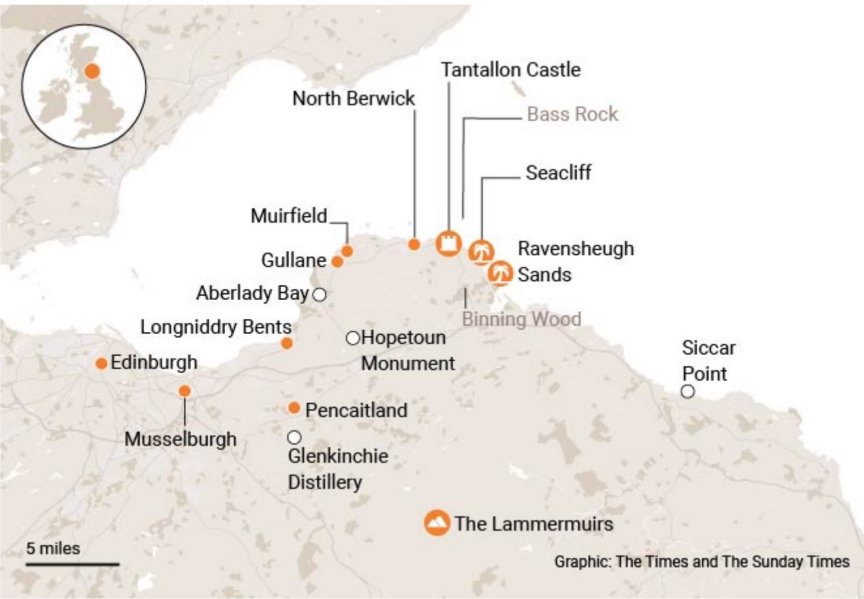 Tantallon Castle
North Berwick
Bass Rock
Seacliff
Muirfield
Gullane
Ravensheugh
Sands
Aberlady Bay
Longniddry Bents
Binning Wood
Hopetoun
Monument
Siccar
Point
Edinburgh
Pencaitland
Musselburgh
Glenkinchie
Distillery
The Lammermuirs
5 miles
Graphic: The Times and The Sunday Times